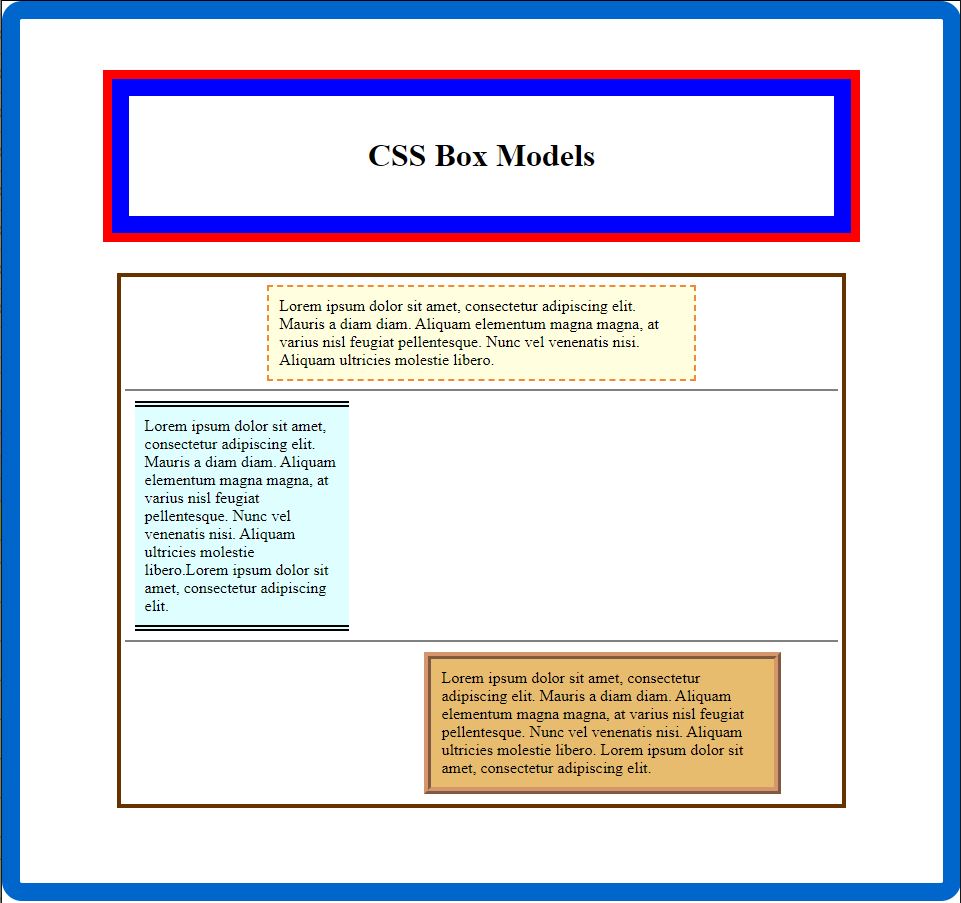 CSS Box Models
Lorem ipsum dolor sit amet, consectetur adipiscing elit.
Mauris a diam diam. Aliquam elementum magna magna, at
varius nisl feugiat pellentesque. Nunc vel venenatis nisi.
Aliquam ultricies molestie libero.
Lorem ipsum dolor sit amet,
consectetur adipiscing elit.
Mauris a diam diam. Aliquam
elementum magna magna, at
varius nisl feugiat
pellentesque. Nunc vel
venenatis nisi. Aliquam
ultricies molestie
libero.Lorem ipsum dolor sit
amet, consectetur adipiscing
elit.
Lorem ipsum dolor sit amet, consectetur
adipiscing elit. Mauris a diam diam. Aliquam
elementum magna magna, at varius nisl feugiat
pellentesque. Nunc vel venenatis nisi. Aliquam
ultricies molestie libero. Lorem ipsum dolor sit
amet, consectetur adipiscing elit.